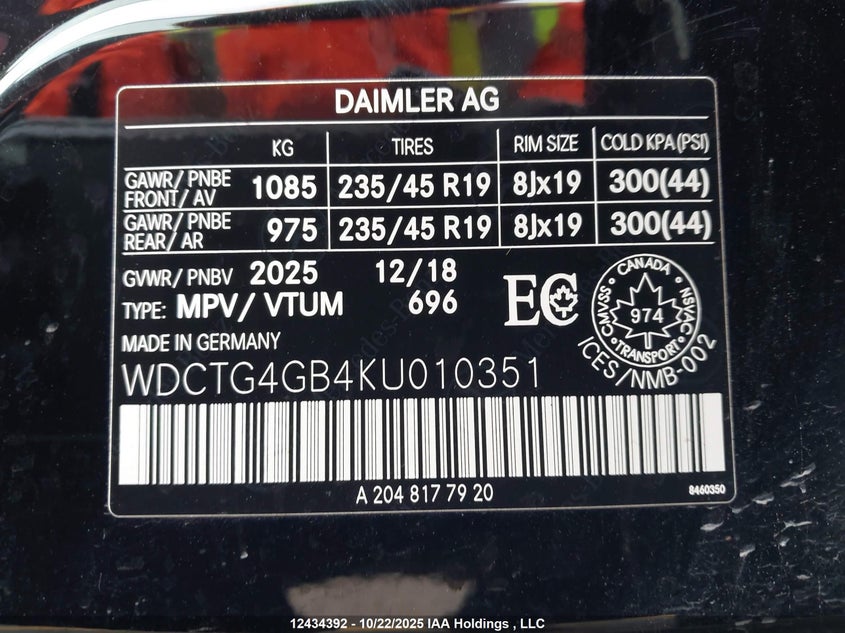 DAIMLER AG
KG TIRES RIM SIZE COLD KPA (PSI)
GAWR/ PNBE FRONT/ AV 1085 235/45 R19 8Jx19 300(44)
GAWR/ PNBE REAR/ AR 975 235/45 R19 8Jx19 300(44)
GVWR/ PNBV 2025 12/18
TYPE: MPV/ VTUM 696
EC
CANADA
CMVSS 974 NSVAC
TRANSPORT
ICES/NMB-002
MADE IN GERMANY
WDCTG4GB4KU010351
A 204 817 79 20
8460350
12434392 - 10/22/2025 IAA Holdings , LLC